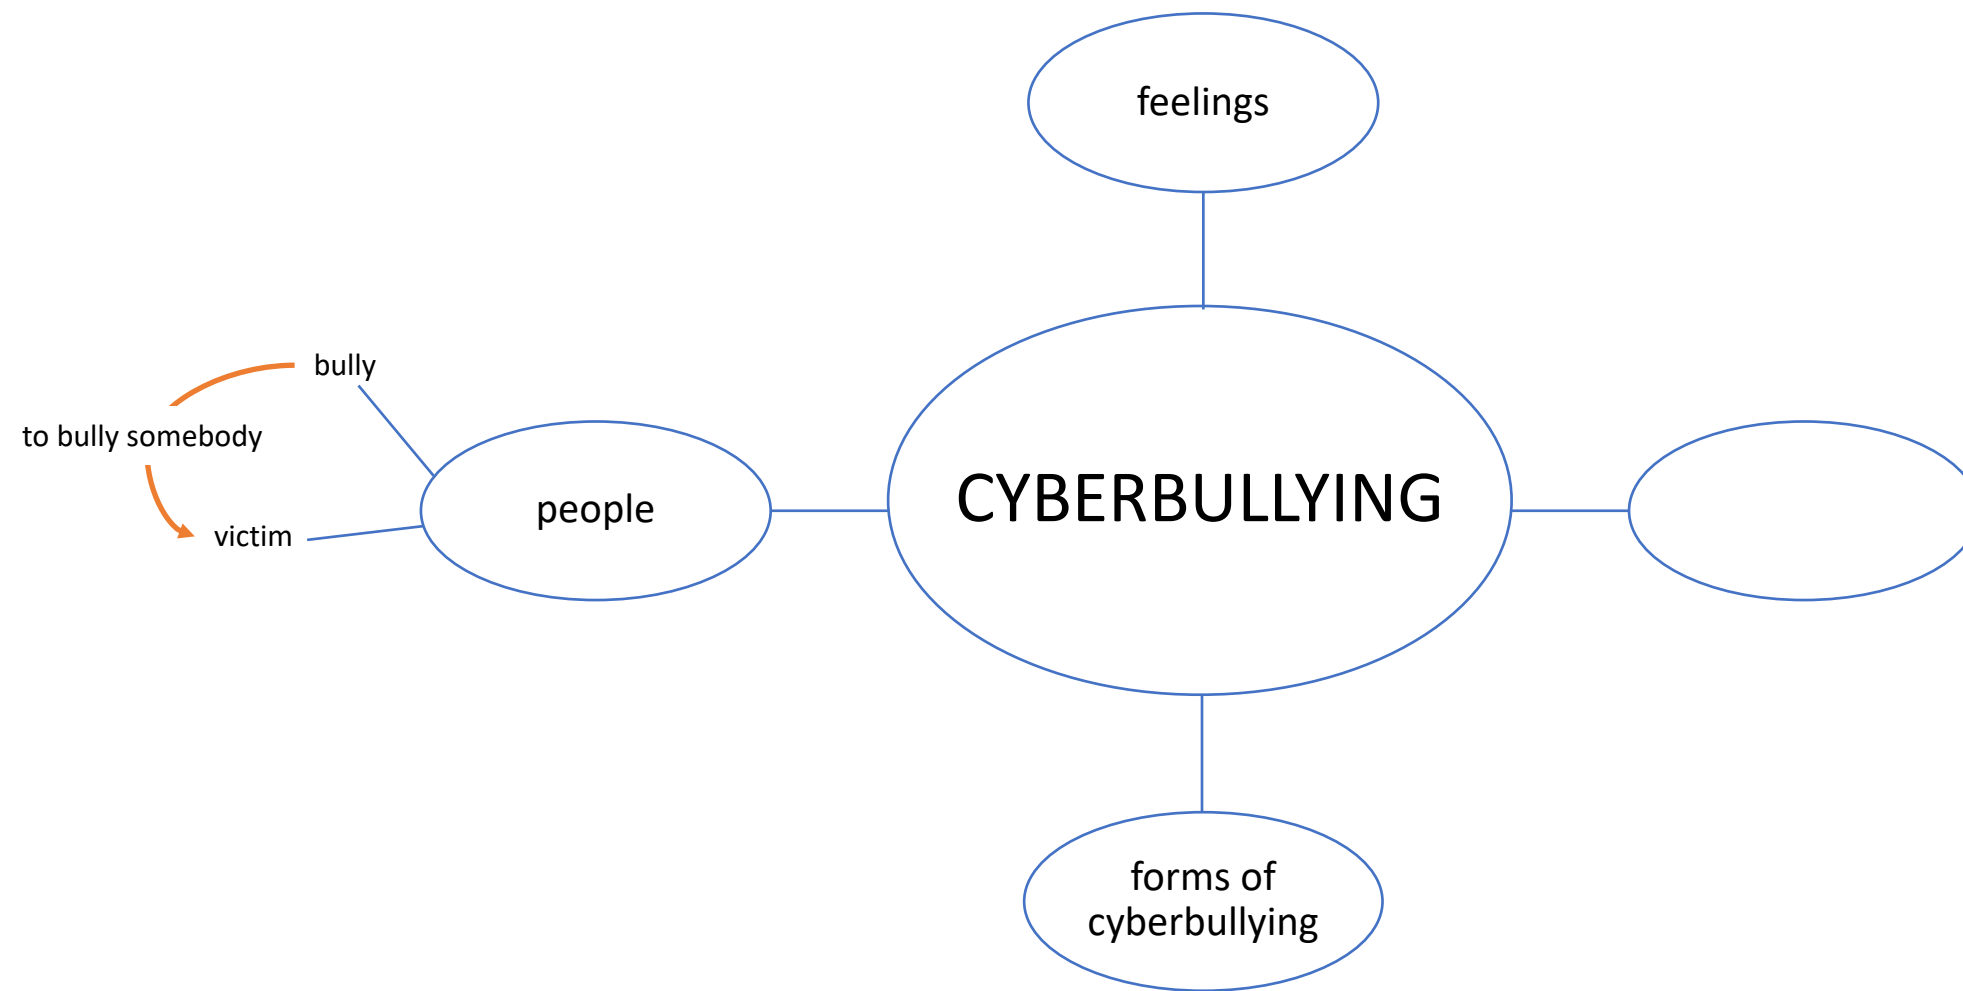 feelings
bully
to bully somebody
victim
people
CYBERBULLYING
forms of
cyberbullying